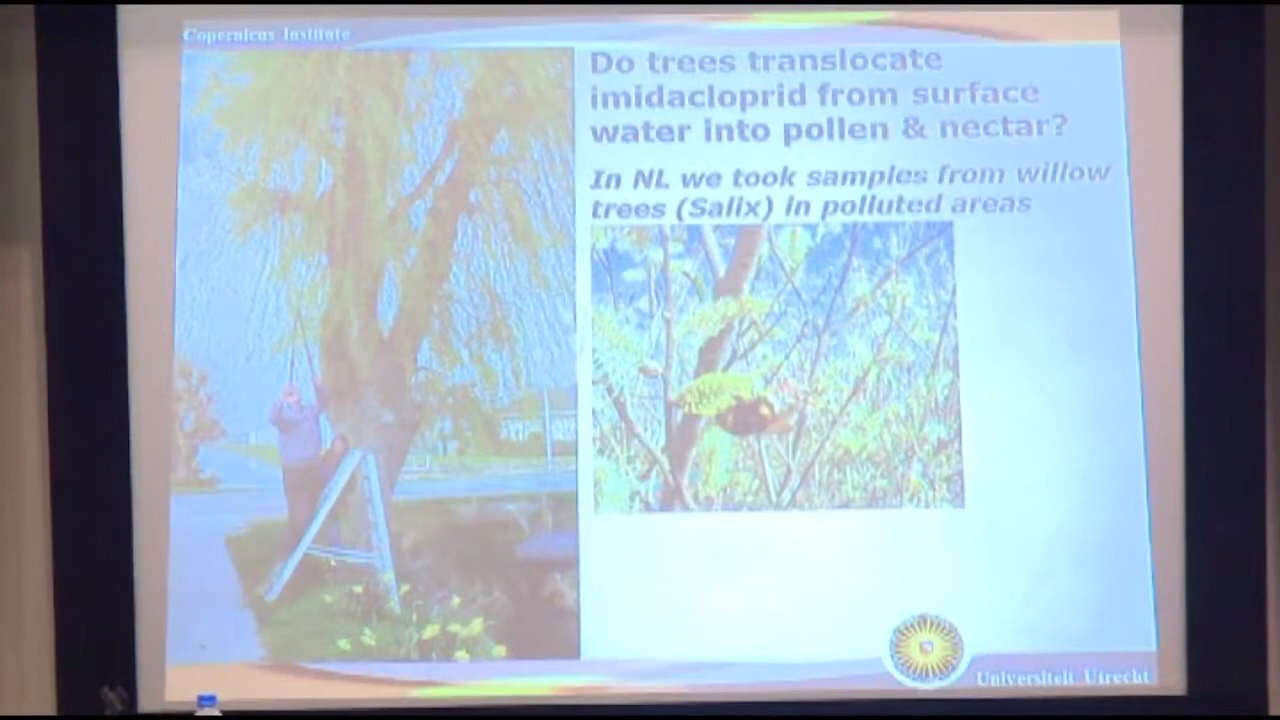 Copernicus Institute
Do trees translocate
imidacloprid from surface
water into pollen & nectar?
In NL we took samples from willow
trees (Salix) in polluted areas
Universiteit Utrecht